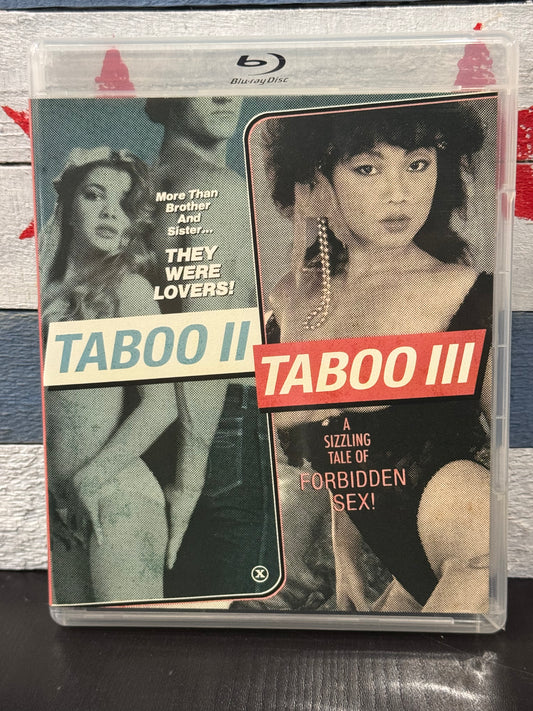 Blu-ray Disc
More Than
Brother
And
Sister...
THEY
WERE
LOVERS!
TABOO II
TABOO III
A
SIZZLING
TALE OF
FORBIDDEN
SEX!
X